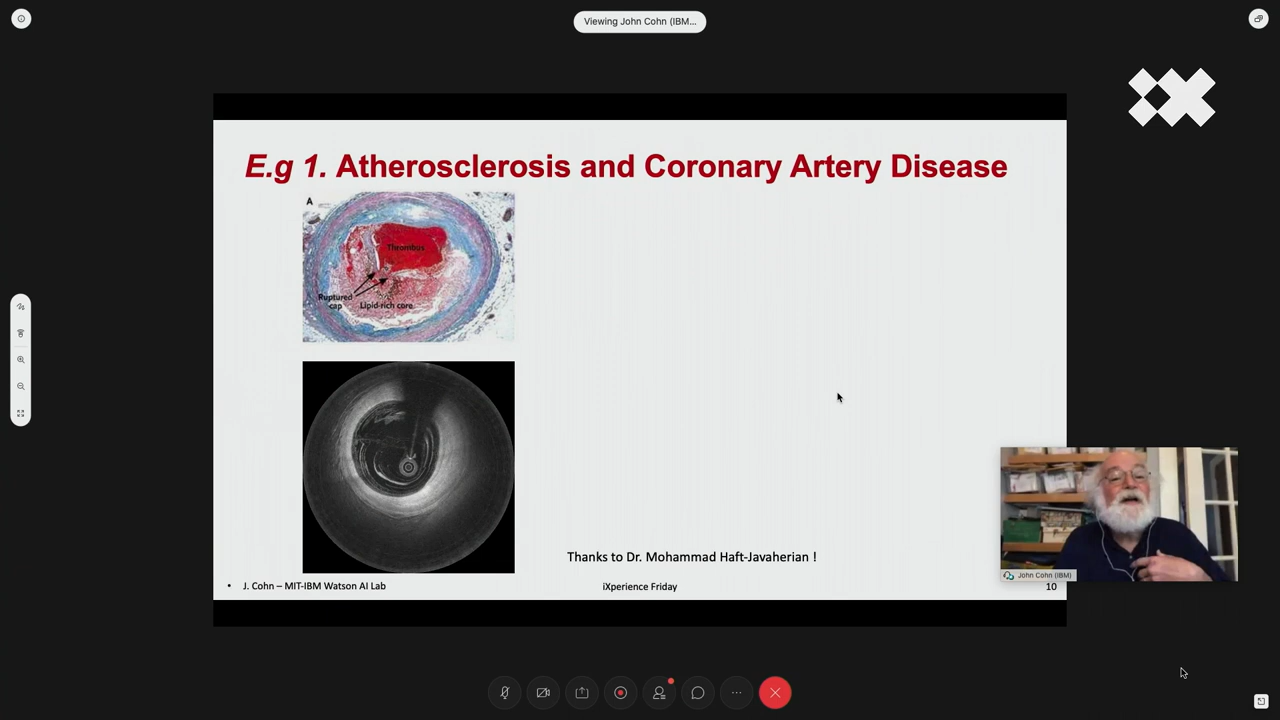 Viewing John Cohn (IBM...
E.g 1. Atherosclerosis and Coronary Artery Disease
A
Thrombus
Ruptured
cap
Lipid-rich core
Thanks to Dr. Mohammad Haft-Javaherian !
• J. Cohn – MIT-IBM Watson AI Lab
iXperience Friday
10
John Cohn (IBM)